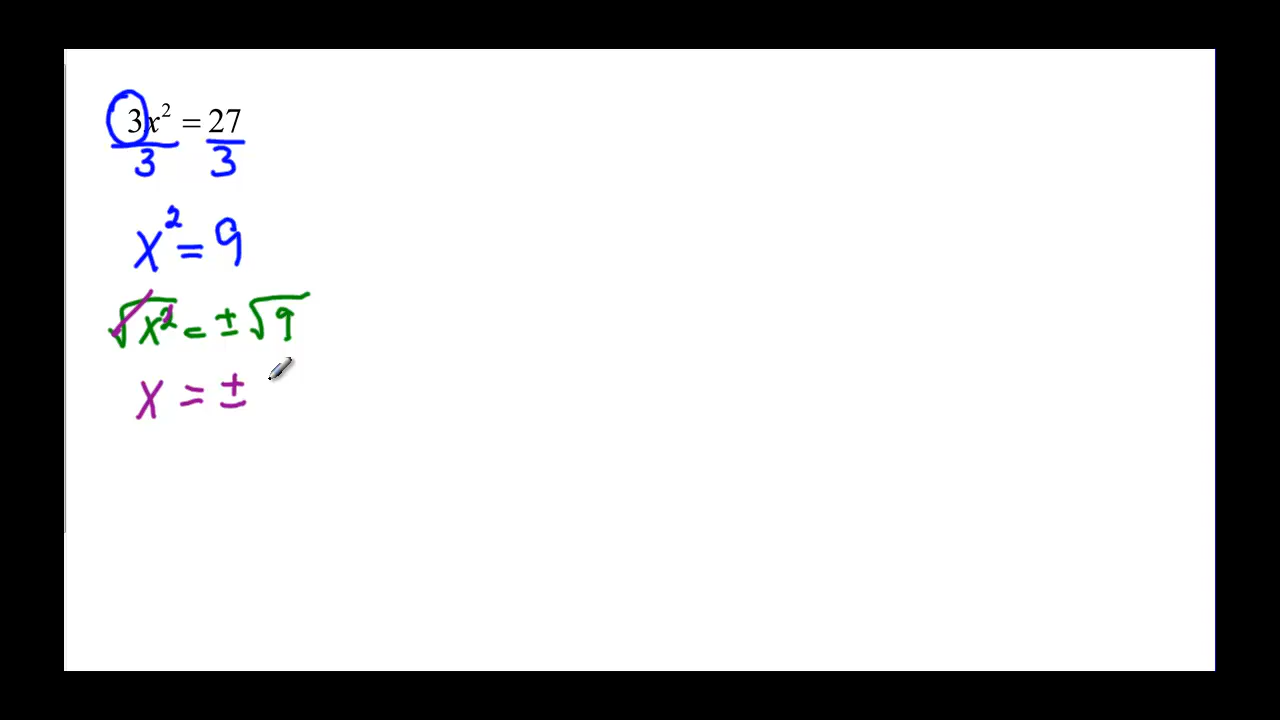 3x² = 27
3 3
x² = 9
√x² = ± √9
x = ±